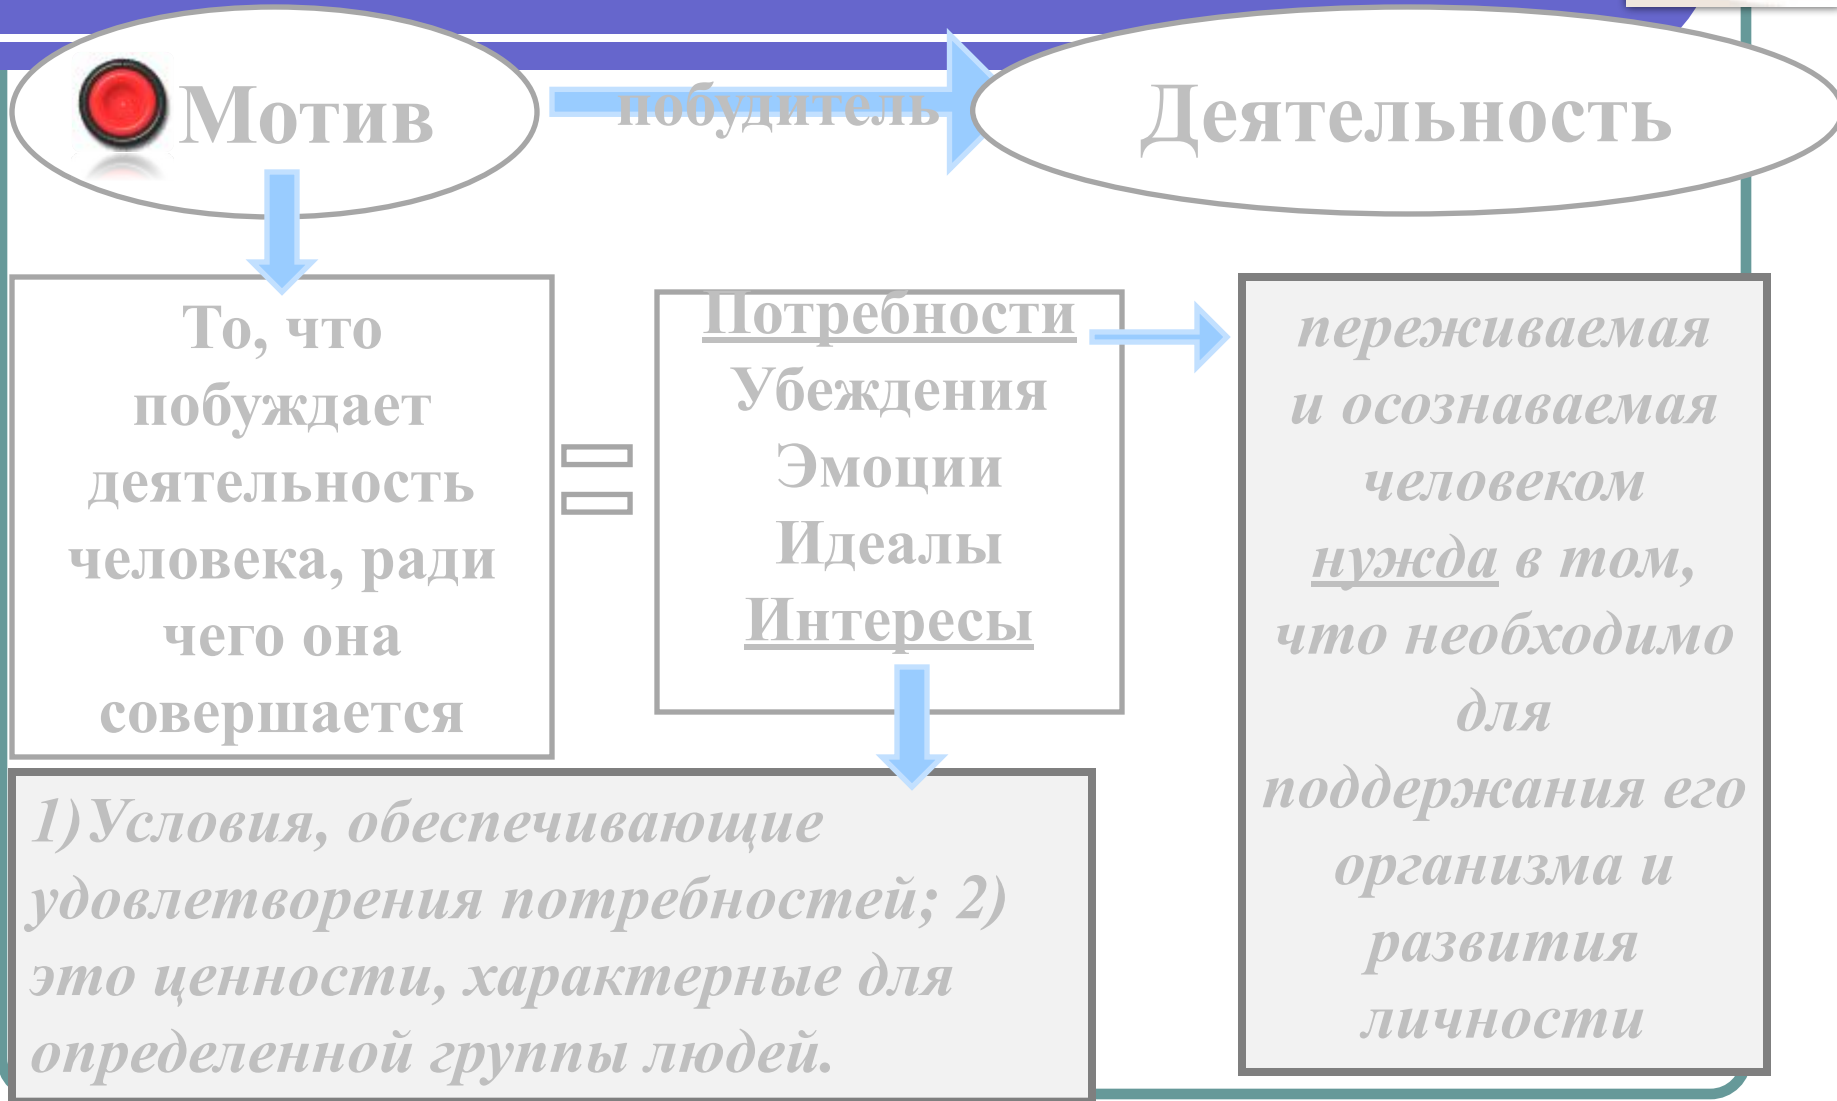 Мотив
побудитель
Деятельность
То, что
побуждает
деятельность
человека, ради
чего она
совершается
Потребности
Убеждения
Эмоции
Идеалы
Интересы
переживаемая
и осознаваемая
человеком
нужда в том,
что необходимо
для
поддержания его
организма и
развития
личности
1)Условия, обеспечивающие
удовлетворения потребностей; 2)
это ценности, характерные для
определенной группы людей.